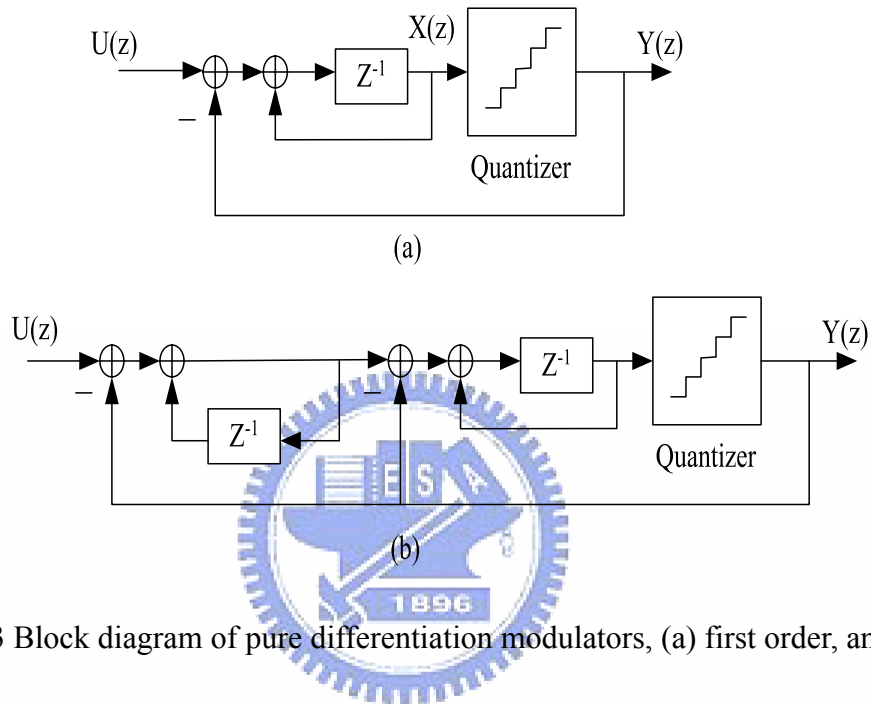 U(z) X(z) Y(z)
Z-1
−
Quantizer
(a)
U(z) Y(z)
Z-1
− −
Z-1
Quantizer
E S A
(b)
1896
3 Block diagram of pure differentiation modulators, (a) first order, an